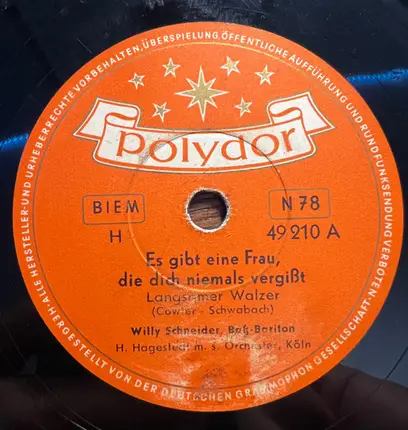 ALLE HERSTELLER-UND URHEBERRECHTE VORBEHALTEN, ÜBERSPIELUNG, ÖFFENTLICHE AUFFÜHRUNG UND RUNDFUNKSENDUNG VERBOTEN
polydor
BIEM
N 78
H
49 210 A
Es gibt eine Frau,
die dich niemals vergißt
Langsamer Walzer
(Cowler - Schwabach)
Willy Schneider, Baß-Bariton
H. Hagestedt m. s. Orchester, Köln
HERGESTELLT VON DER DEUTSCHEN GRAMMOPHON GESELLSCHAFT